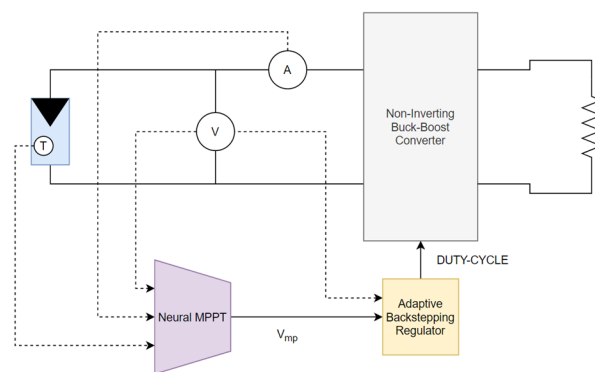 A
Non-Inverting
Buck-Boost
Converter
V
T
DUTY-CYCLE
Neural MPPT
Vmp
Adaptive
Backstepping
Regulator